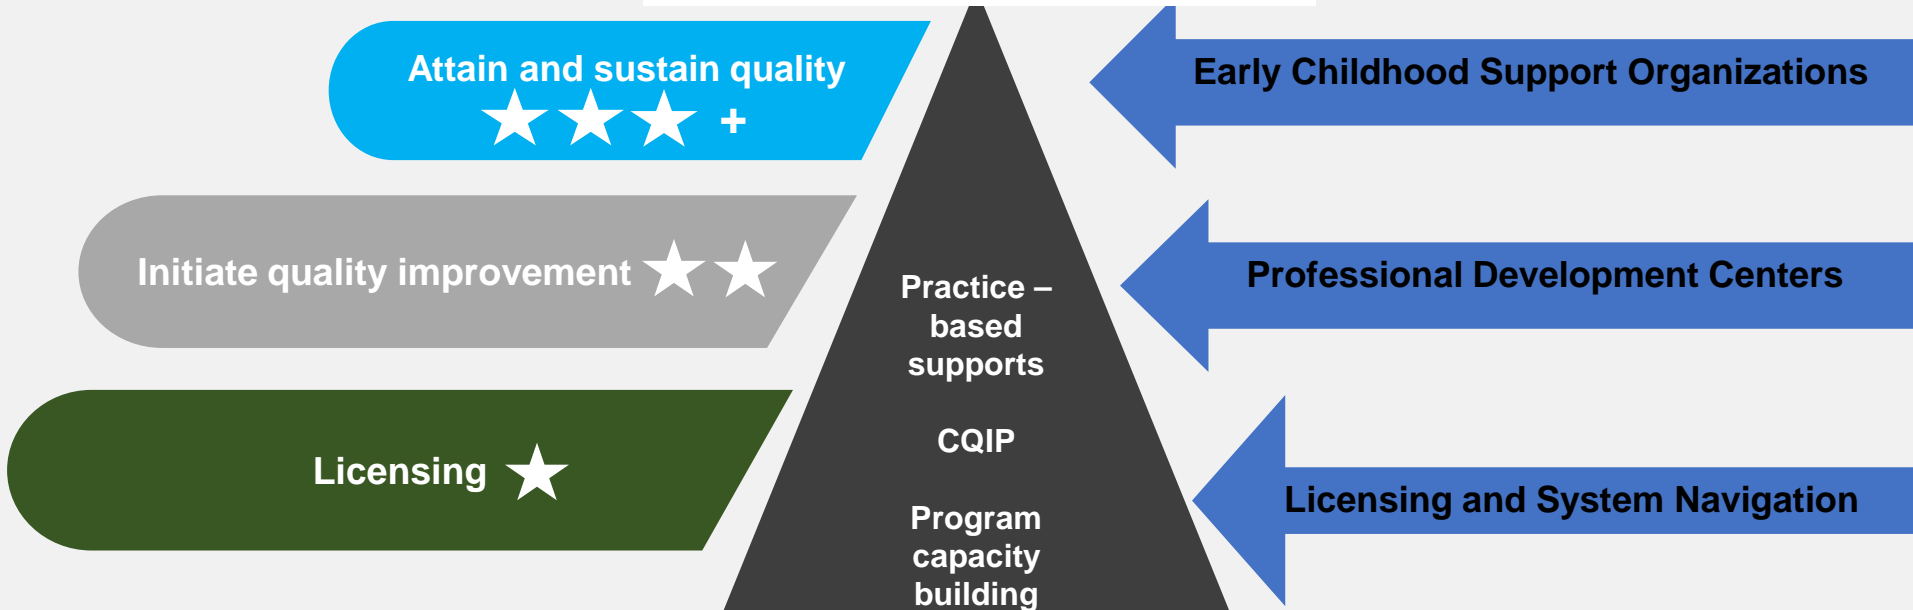 Attain and sustain quality
+
Early Childhood Support Organizations
Initiate quality improvement
Professional Development Centers
Practice –
based
supports
CQIP
Program
capacity
building
Licensing
Licensing and System Navigation